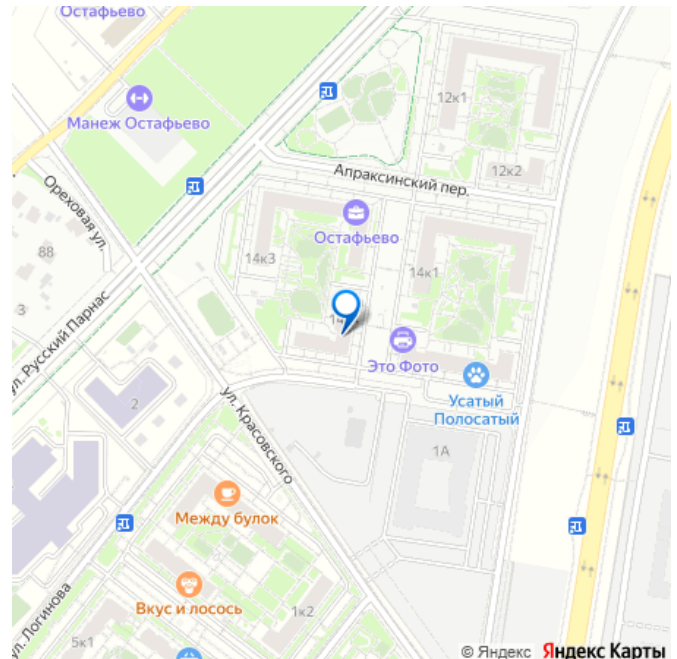 Остафьево
Манеж Остафьево
12к1
12к2
Апраксинский пер.
Ореховая ул.
Остафьево
88
14к3
14к1
3
ул. Русский Парнас
Это Фото
Усатый
Полосатый
2
ул. Красовского
1А
Между булок
Вкус и лосось
1к2
ул. Логинова
5к1
© Яндекс Яндекс Карты